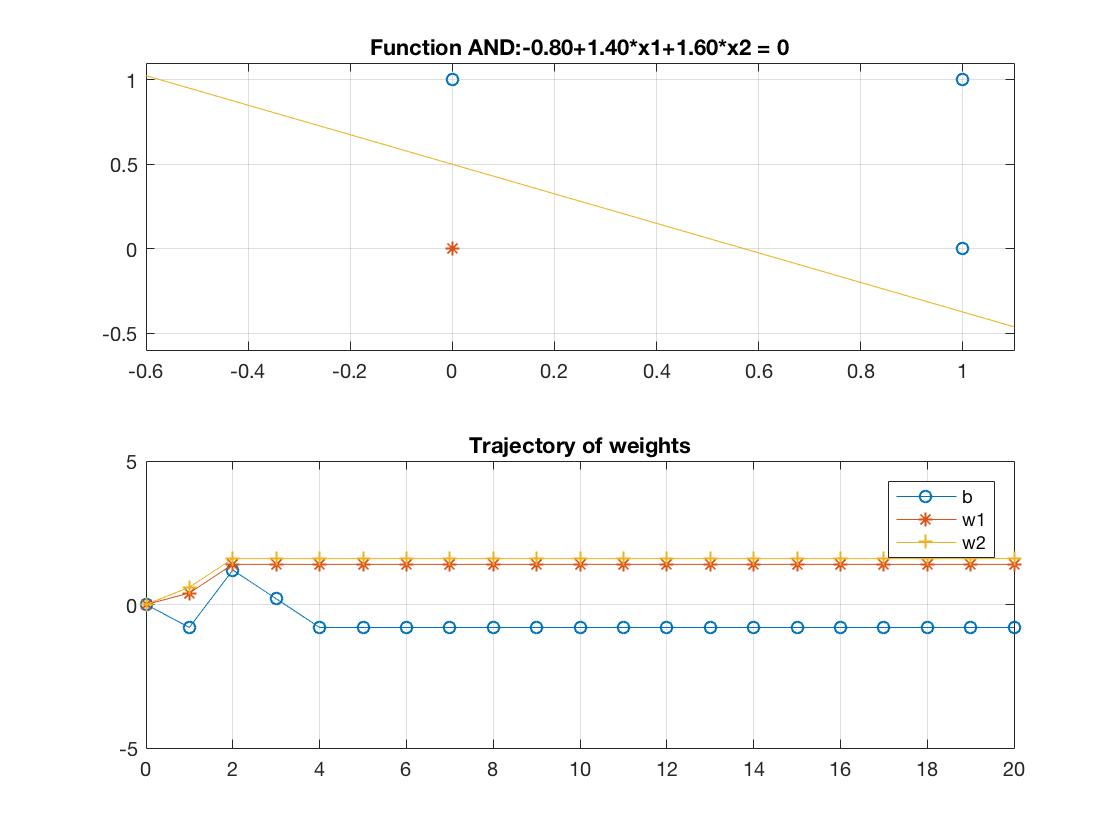 Function AND:-0.80+1.40*x1+1.60*x2 = 0
1
0.5
0
-0.5
-0.6 -0.4 -0.2 0 0.2 0.4 0.6 0.8 1
Trajectory of weights
5
b
w1
w2
0
-5
0 2 4 6 8 10 12 14 16 18 20